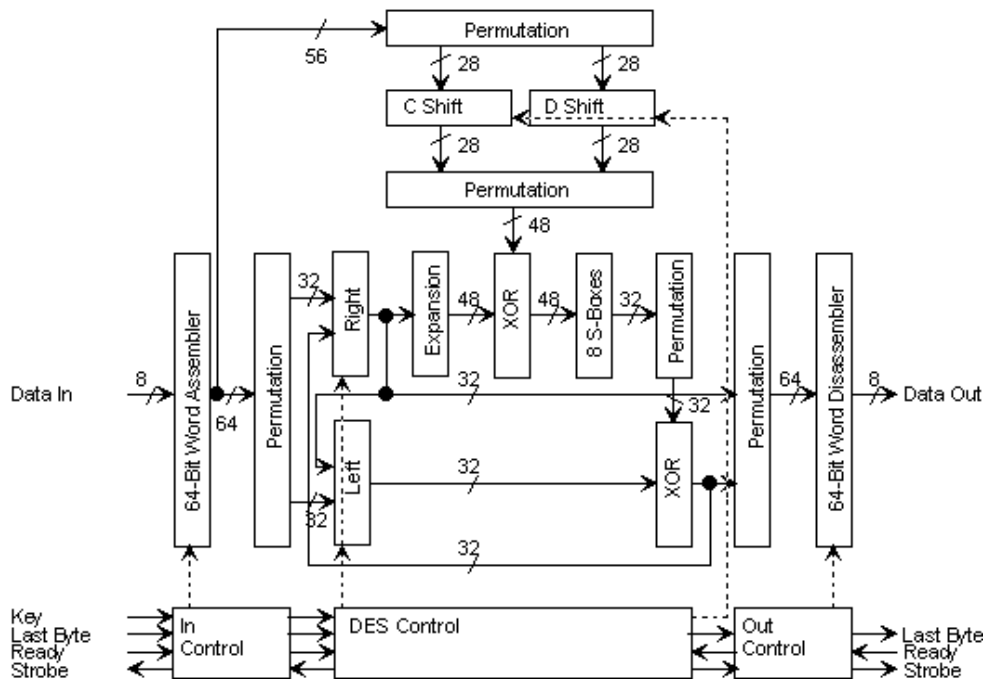 Permutation
56
28
28
C Shift
D Shift
28
28
Permutation
48
32
Right
Expansion
48
XOR
48
8 S-Boxes
32
Permutation
Data In
8
64-Bit Word Assembler
64
Permutation
32
32
Permutation
64
64-Bit Word Disassembler
8
Data Out
Left
32
32
XOR
32
Key
Last Byte
Ready
Strobe
In
Control
DES Control
Out
Control
Last Byte
Ready
Strobe